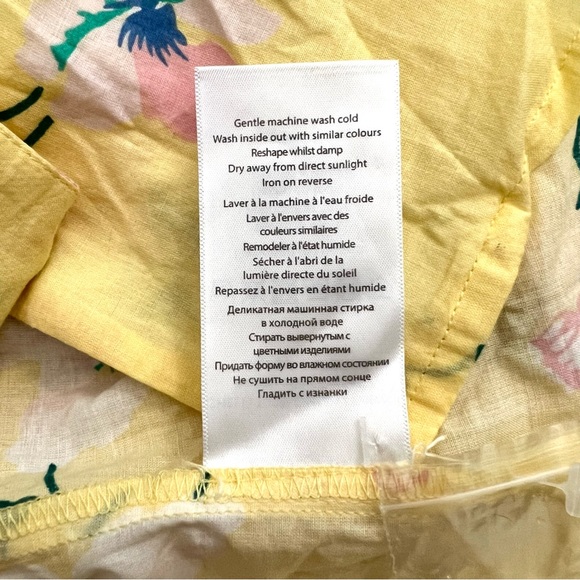 Gentle machine wash cold
Wash inside out with similar colours
Reshape whilst damp
Dry away from direct sunlight
Iron on reverse
Laver à la machine à l'eau froide
Laver à l'envers avec des
couleurs similaires
Remodeler à l'état humide
Sécher à l'abri de la
lumière directe du soleil
Repassez à l'envers en étant humide
Деликатная машинная стирка
в холодной воде
Стирать вывернутым с
цветными изделиями
Придать форму во влажном состоянии
Не сушить на прямом солнце
Гладить с изнанки